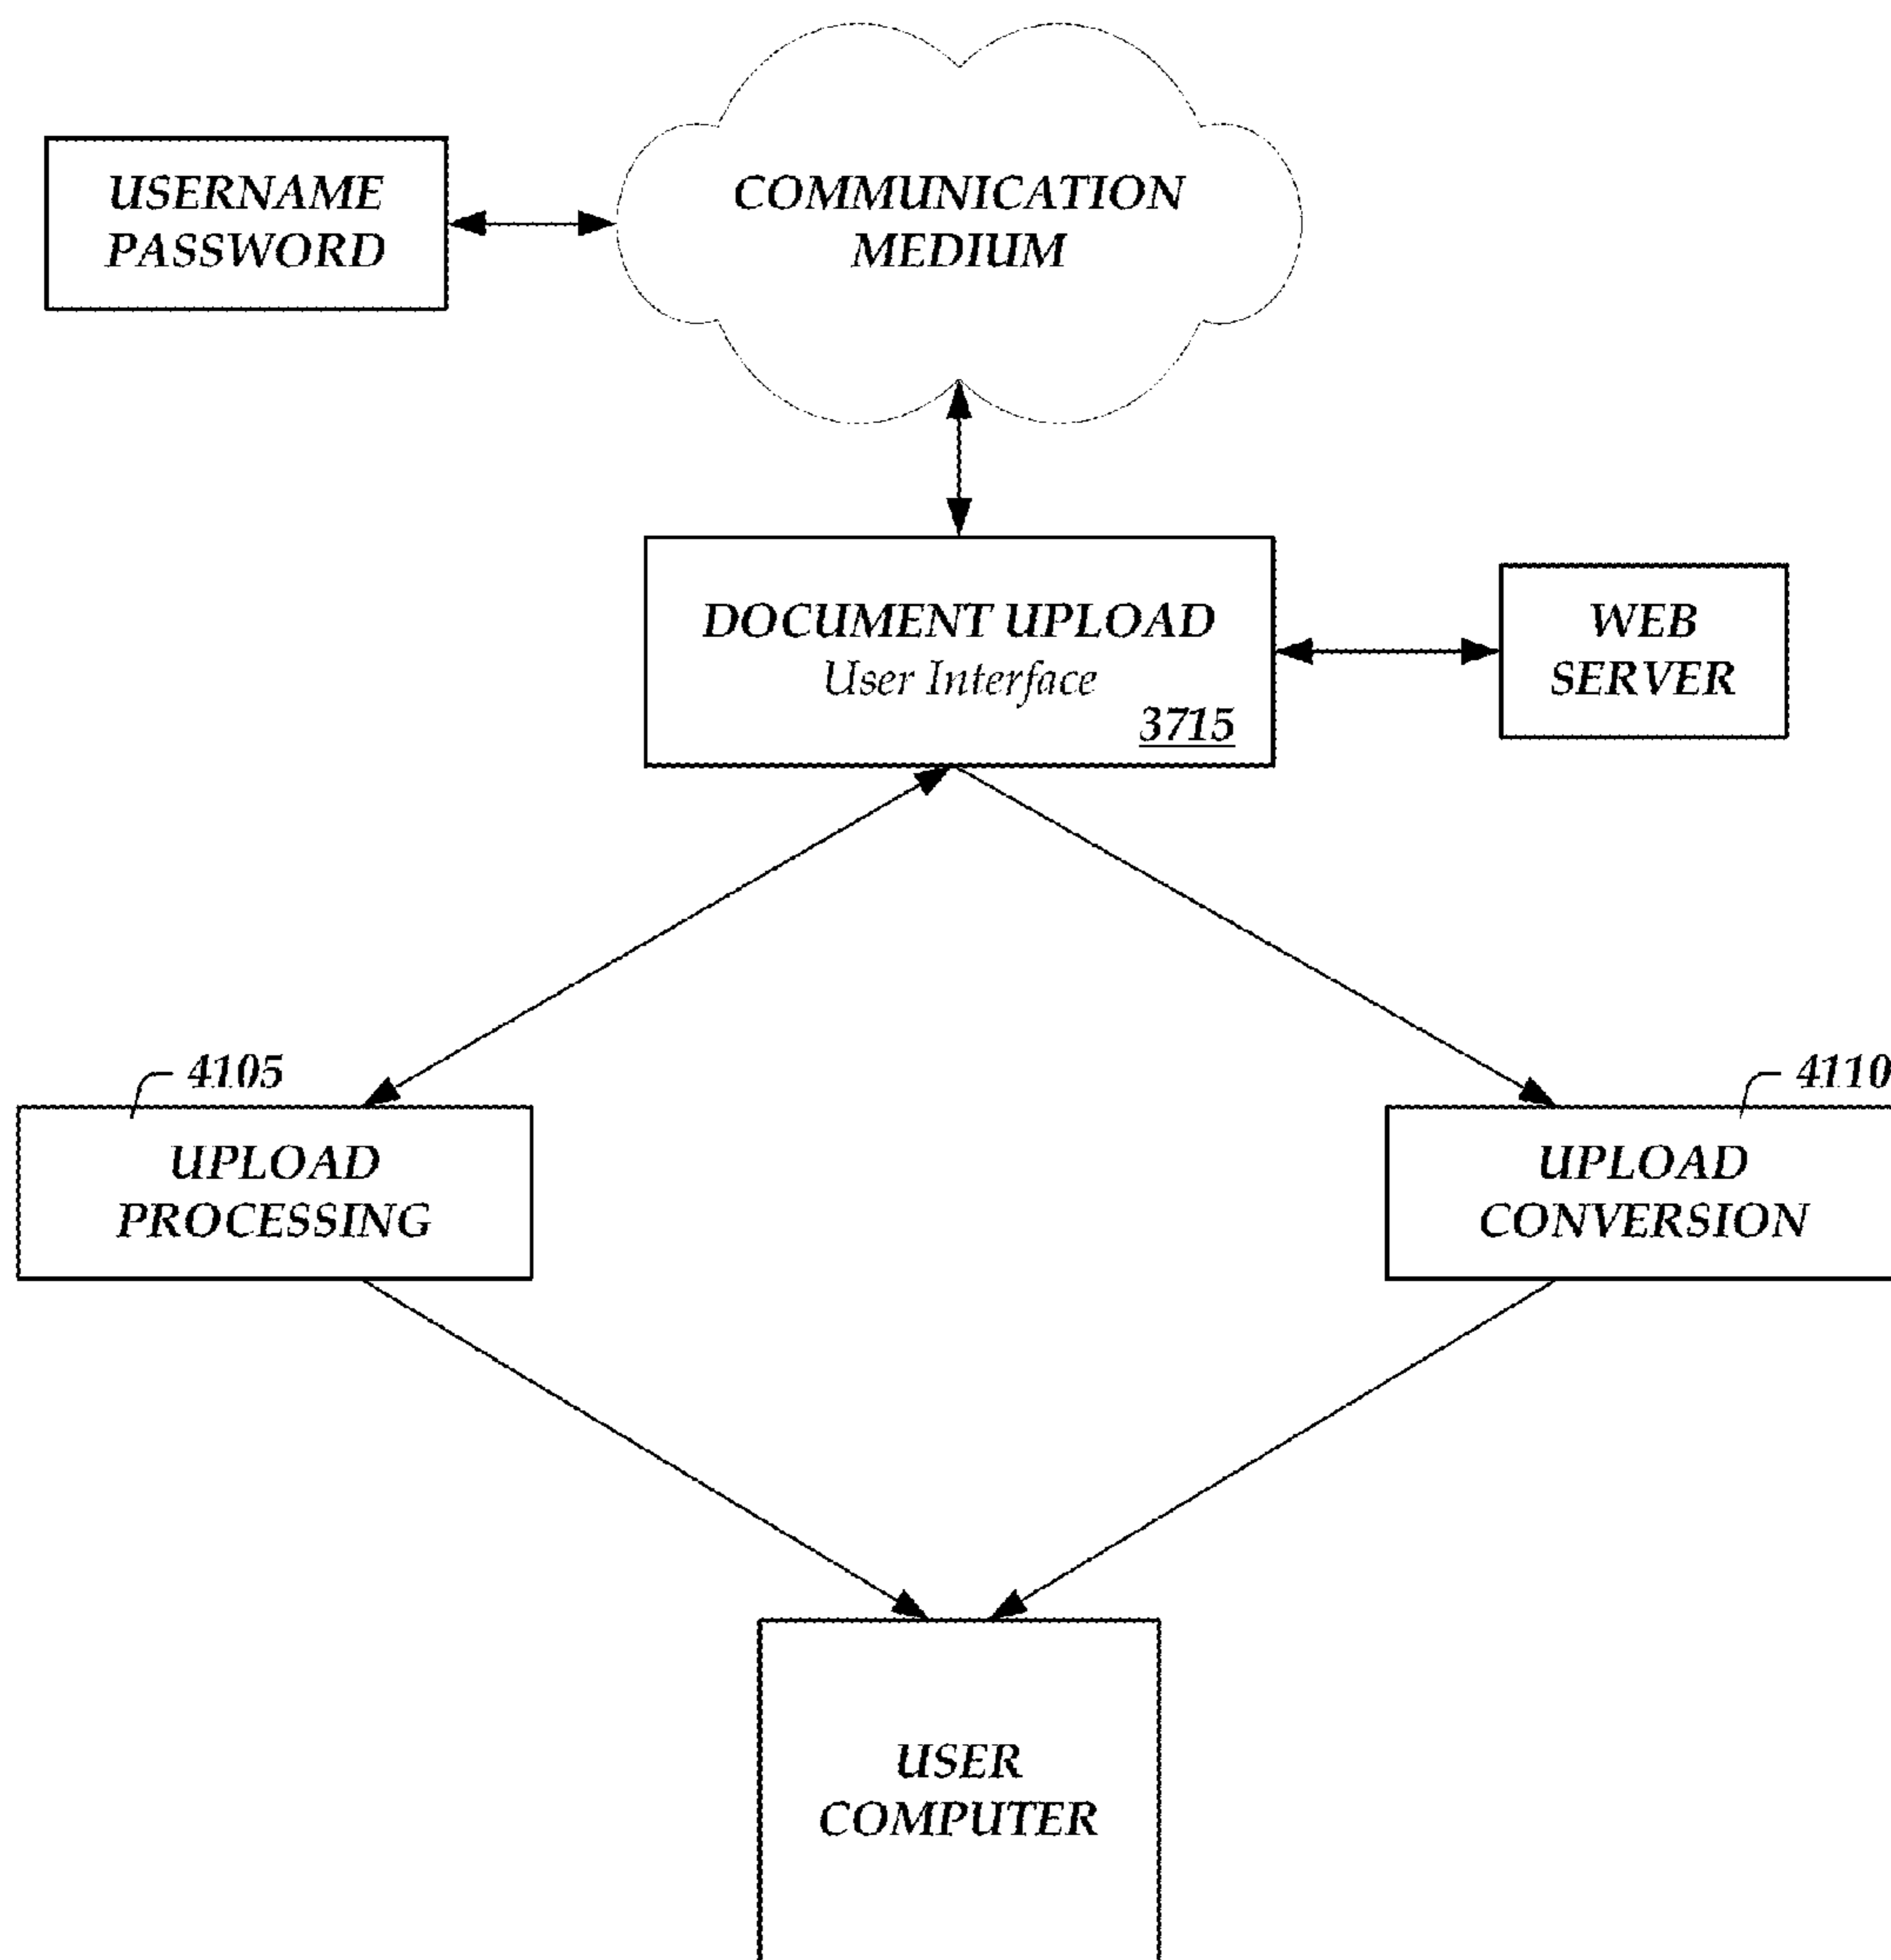 USERNAME
PASSWORD
COMMUNICATION
MEDIUM
DOCUMENT UPLOAD
User Interface
3715
WEB
SERVER
4105
UPLOAD
PROCESSING
4110
UPLOAD
CONVERSION
USER
COMPUTER